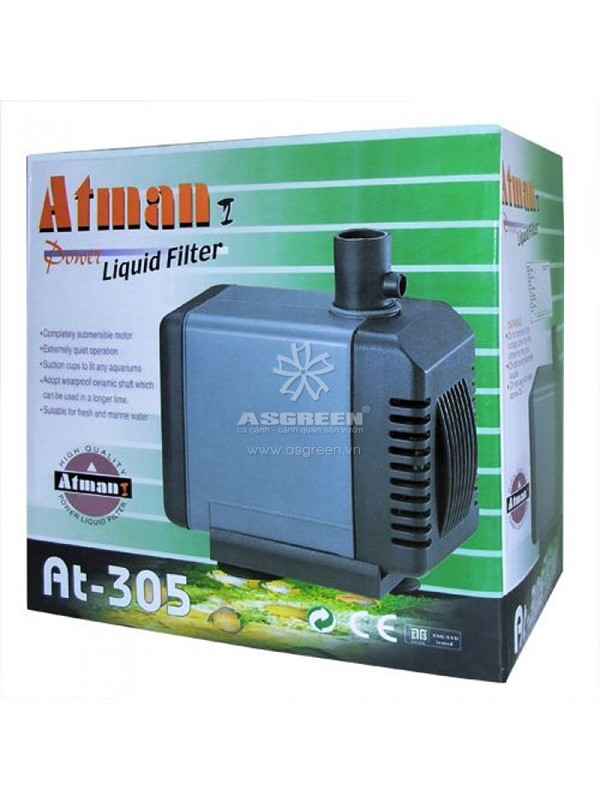 Atman
Power
Liquid Filter
•Completely submersible motor
•Extremely quiet operation
•Suction cups to fit any aquariums
•Adopt wearproof ceramic shaft which
can be used in a longer time.
•Suitable for fresh and marine water
HIGH QUALITY
Atman
POWER LIQUID FILTER
At-305
CE
ASGREEN®
cá cảnh - cảnh quan sân vườn
www.asgreen.vn
Atman
Power
Liquid Filter